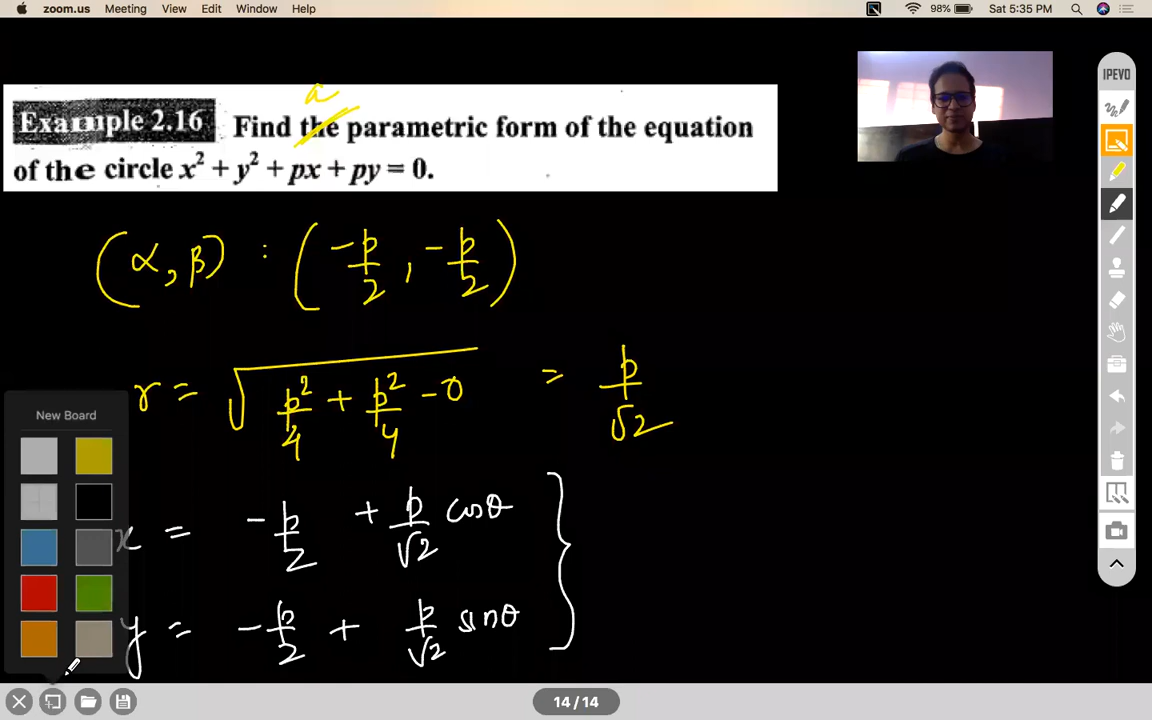 zoom.us Meeting View Edit Window Help 98% Sat 5:35 PM
IPEVO
a
Example 2.16 Find the parametric form of the equation
of the circle x² + y² + px + py = 0.
(α, β) : (-p/2, -p/2)
r = √(p²/4 + p²/4 - 0) = p/√2
New Board
x = -p/2 + p/√2 cosθ
y = -p/2 + p/√2 sinθ
14 / 14